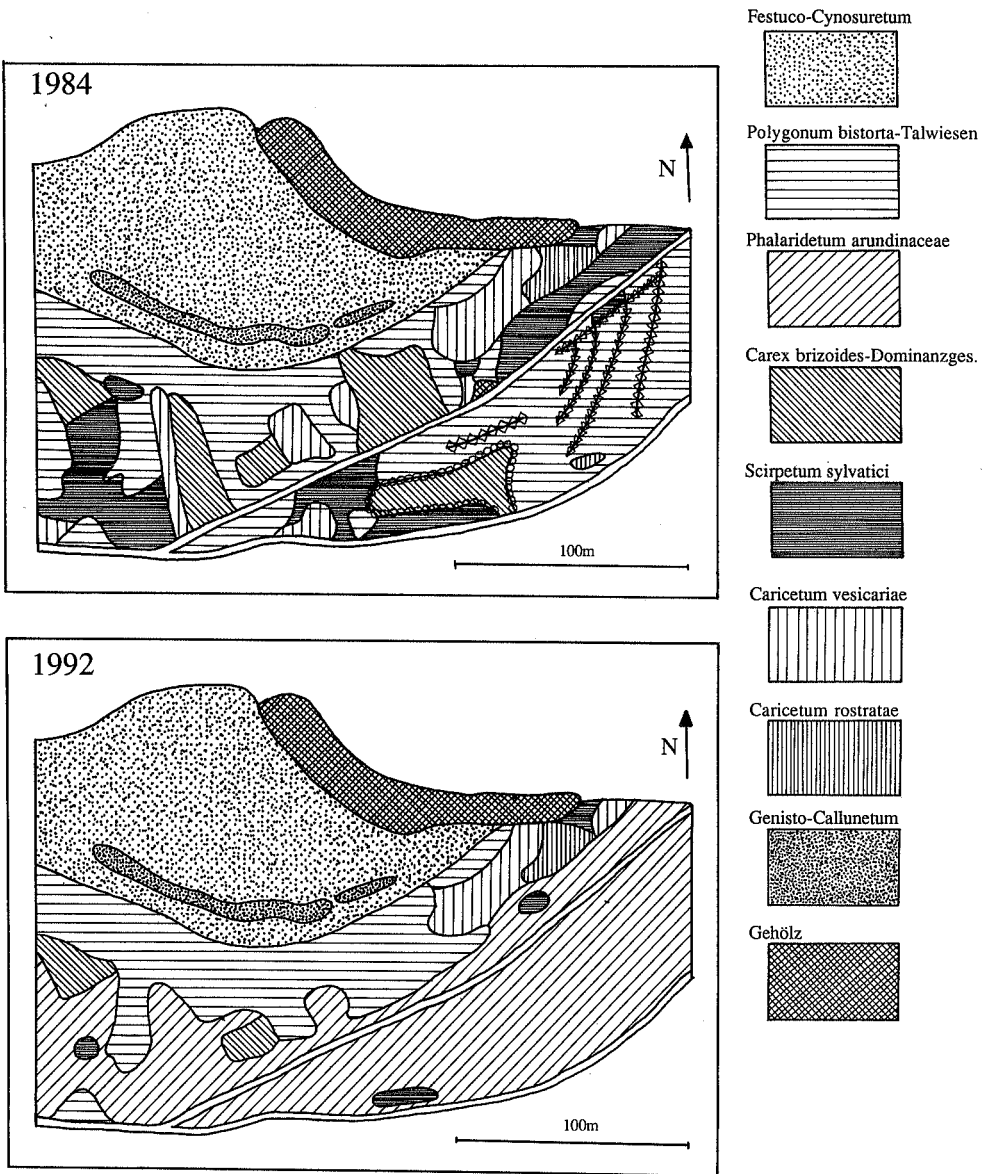 1984
N
100m
1992
N
100m
Festuco-Cynosuretum
Polygonum bistorta-Talwiesen
Phalaridetum arundinaceae
Carex brizoides-Dominanzges.
Scirpetum sylvatici
Caricetum vesicariae
Caricetum rostratae
Genisto-Callunetum
Gehölz